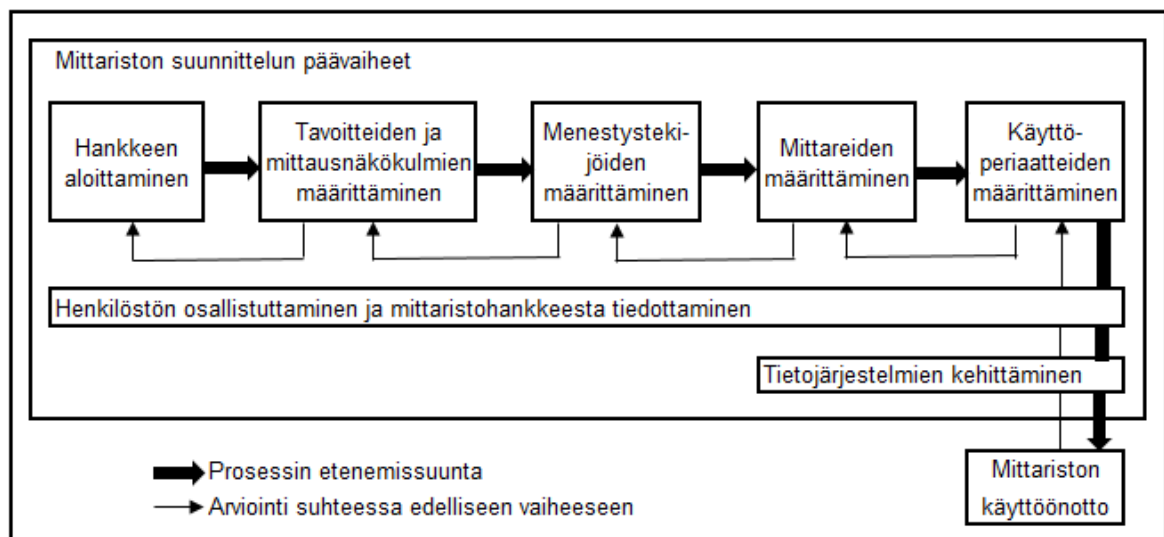 Mittariston suunnittelun päävaiheet
Hankkeen
aloittaminen
Tavoitteiden ja
mittausnäkökulmien
määrittäminen
Menestysteki-
jöiden
määrittäminen
Mittareiden
määrittäminen
Käyttö-
periaatteiden
määrittäminen
Henkilöstön osallistuttaminen ja mittaristohankkeesta tiedottaminen
Tietojärjestelmien kehittäminen
Prosessin etenemissuunta
Arviointi suhteessa edelliseen vaiheeseen
Mittariston
käyttöönotto